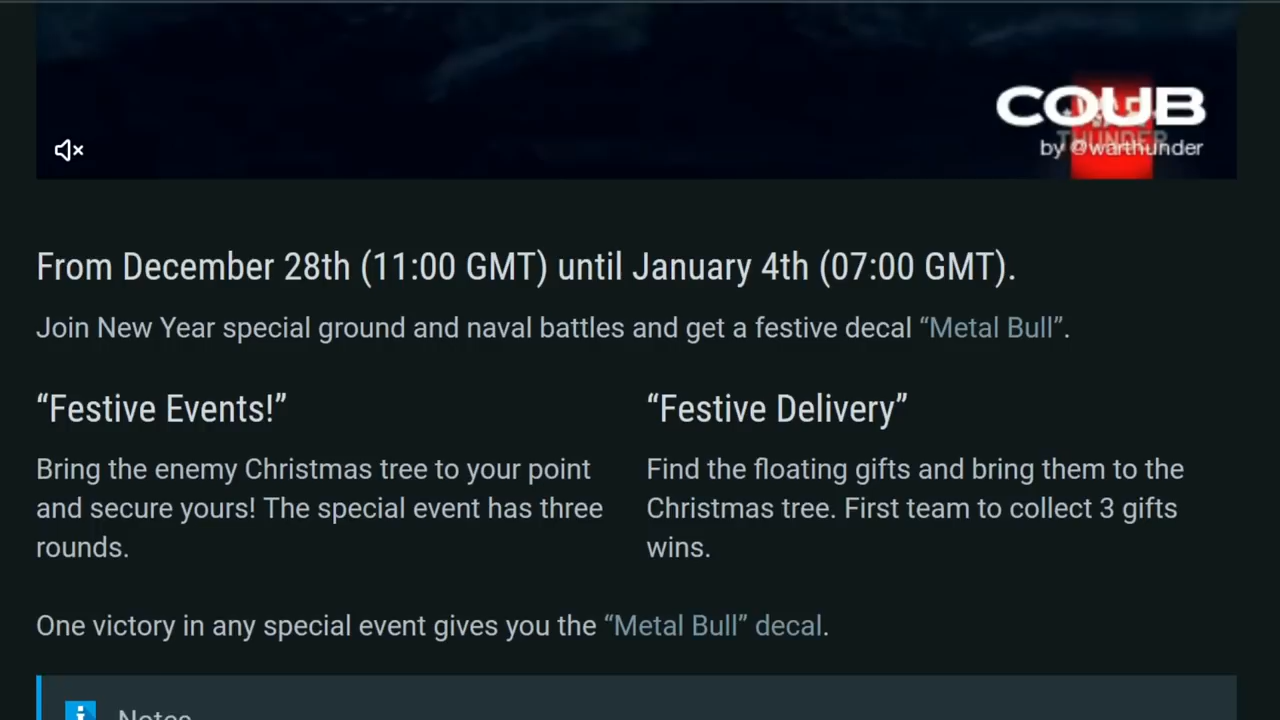 COUB
THUNDER
by @warthunder
From December 28th (11:00 GMT) until January 4th (07:00 GMT).
Join New Year special ground and naval battles and get a festive decal “Metal Bull”.
“Festive Events!”
Bring the enemy Christmas tree to your point
and secure yours! The special event has three
rounds.
“Festive Delivery”
Find the floating gifts and bring them to the
Christmas tree. First team to collect 3 gifts
wins.
One victory in any special event gives you the “Metal Bull” decal.
Notes